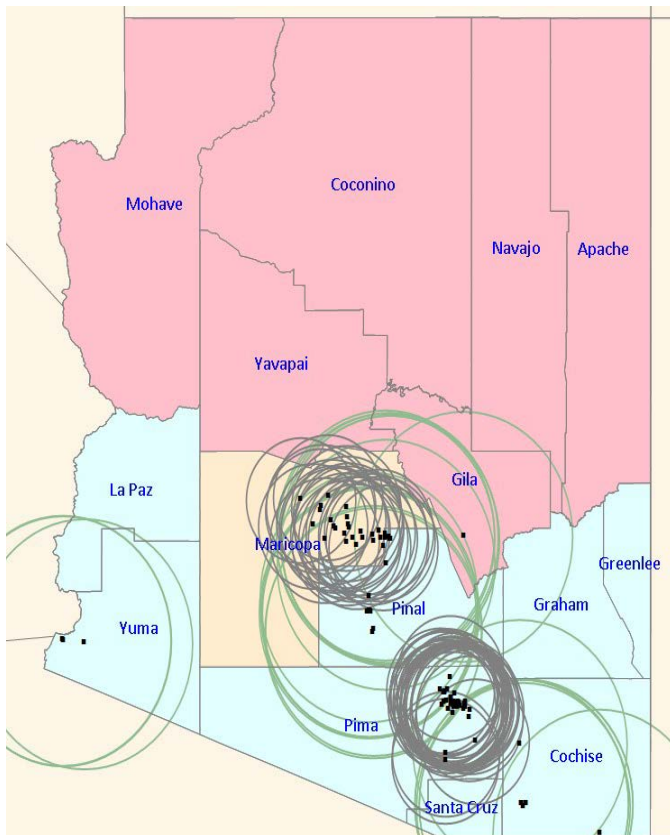 Coconino
Mohave
Navajo
Apache
Yavapai
Gila
La Paz
Maricopa
Greenlee
Graham
Pinal
Yuma
Pima
Cochise
Santa Cruz